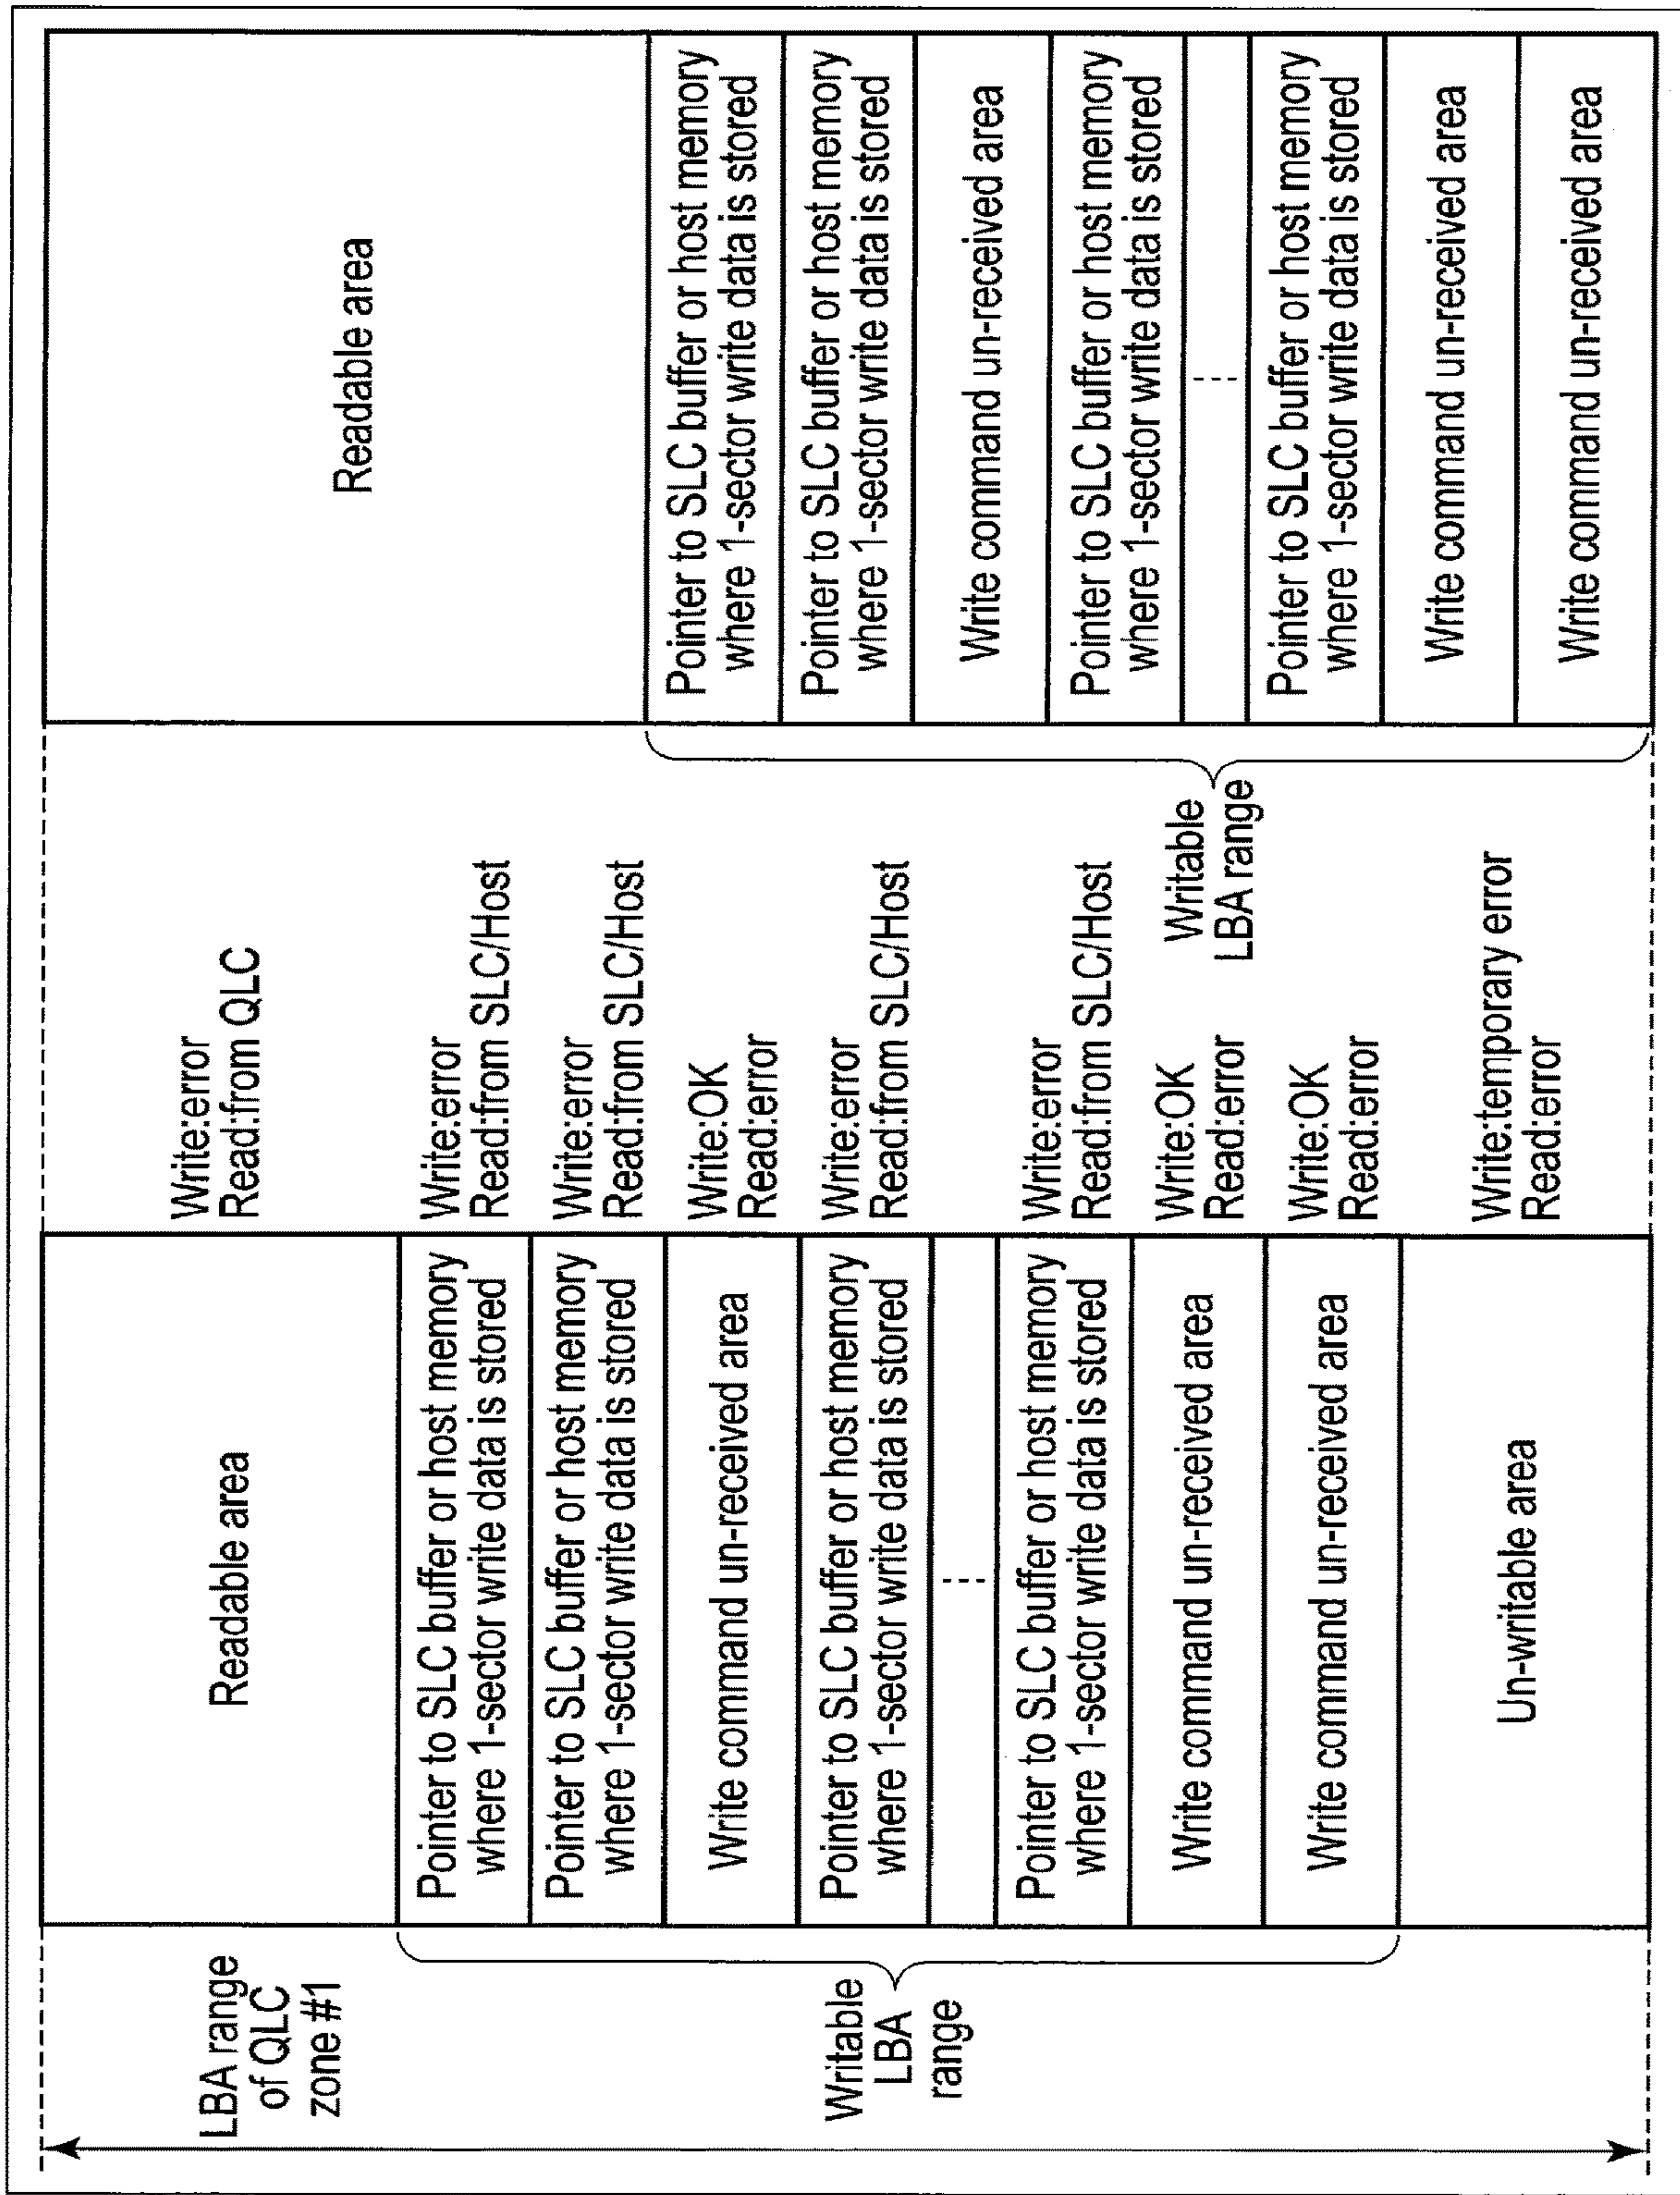 LBA range
of QLC
zone #1
Writable
LBA
range
Readable area
Pointer to SLC buffer or host memory
where 1-sector write data is stored
Pointer to SLC buffer or host memory
where 1-sector write data is stored
Write command un-received area
Pointer to SLC buffer or host memory
where 1-sector write data is stored
Pointer to SLC buffer or host memory
where 1-sector write data is stored
Write command un-received area
Write command un-received area
Un-writable area
Write:error
Read:from QLC
Write:error
Read:from SLC/Host
Write:error
Read:from SLC/Host
Write:OK
Read:error
Write:error
Read:from SLC/Host
Write:error
Read:from SLC/Host
Write:OK
Read:error
Write:OK
Read:error
Write:temporary error
Read:error
Writable
LBA range
Readable area
Pointer to SLC buffer or host memory
where 1-sector write data is stored
Pointer to SLC buffer or host memory
where 1-sector write data is stored
Write command un-received area
Pointer to SLC buffer or host memory
where 1-sector write data is stored
Pointer to SLC buffer or host memory
where 1-sector write data is stored
Write command un-received area
Write command un-received area